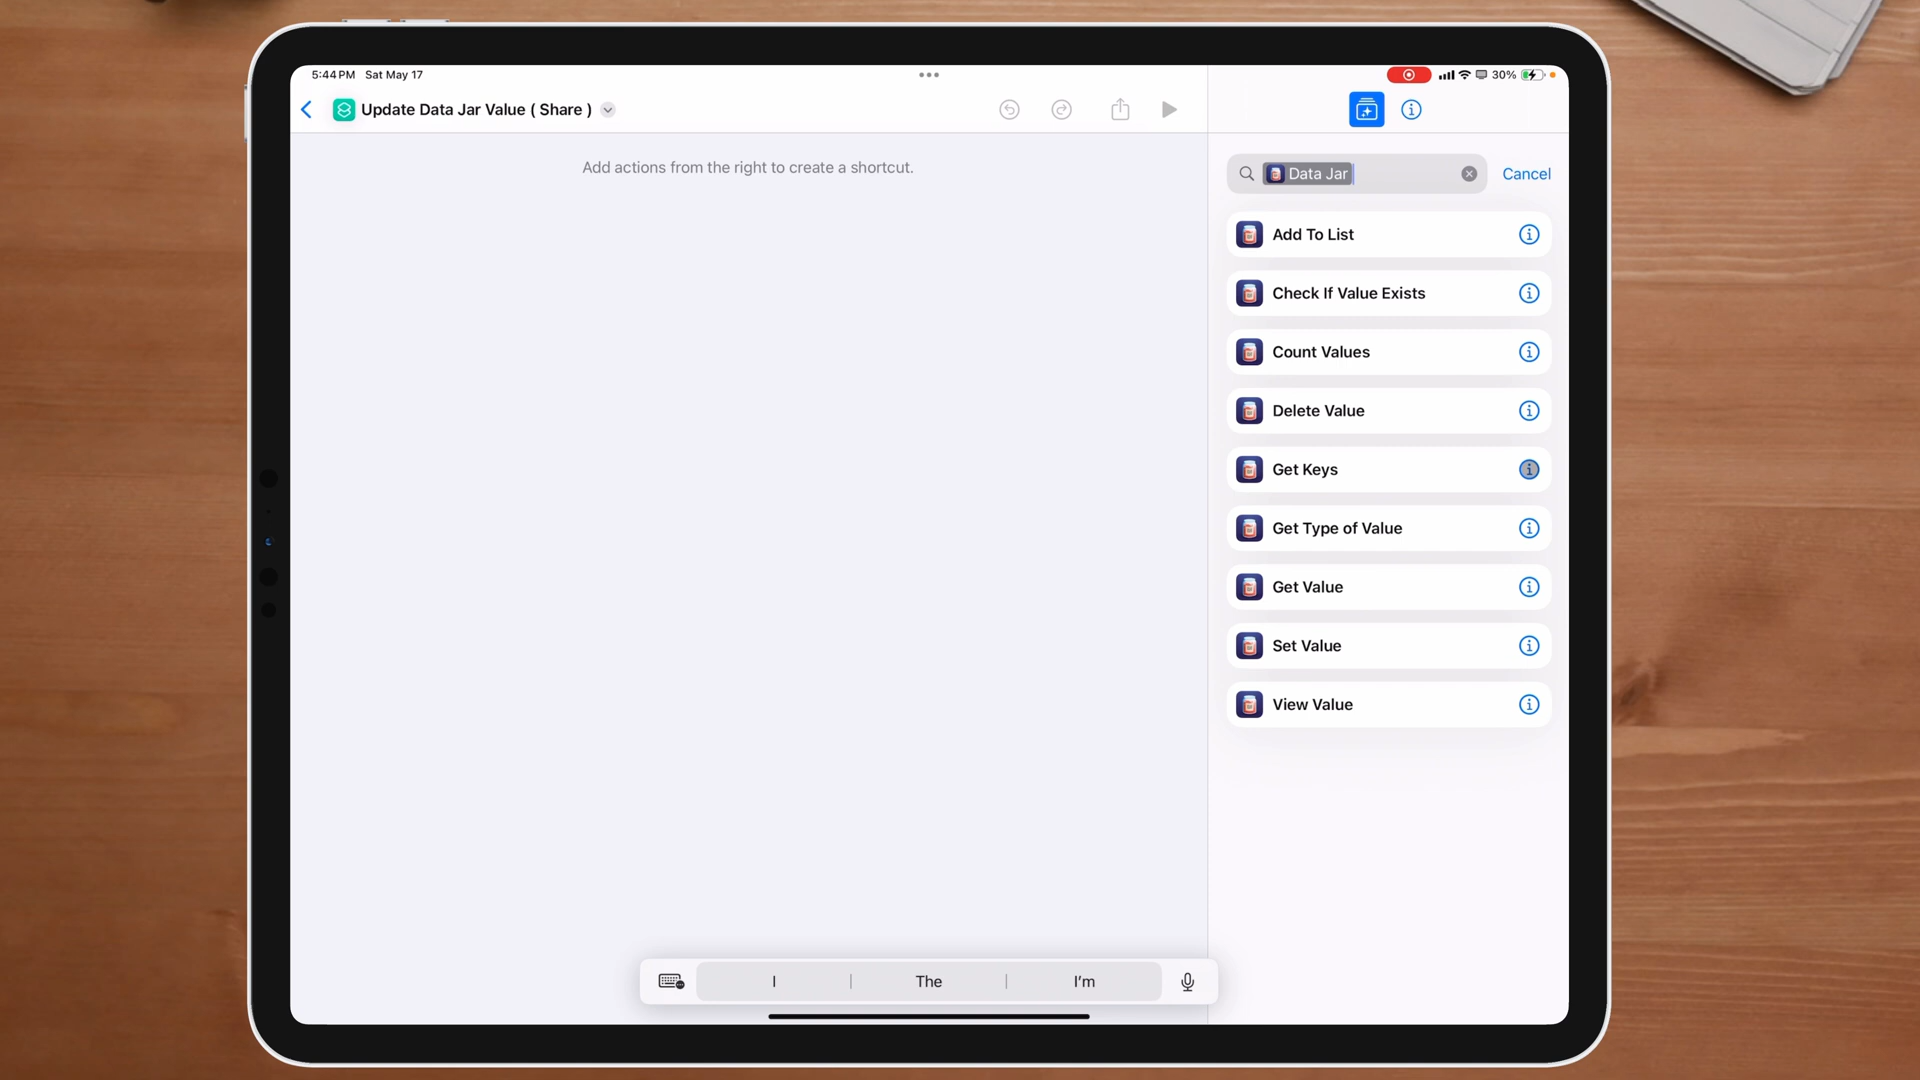 5:44 PM Sat May 17
30%
Update Data Jar Value ( Share )
Add actions from the right to create a shortcut.
Data Jar
Cancel
Add To List
Check If Value Exists
Count Values
Delete Value
Get Keys
Get Type of Value
Get Value
Set Value
View Value
I
The
I'm